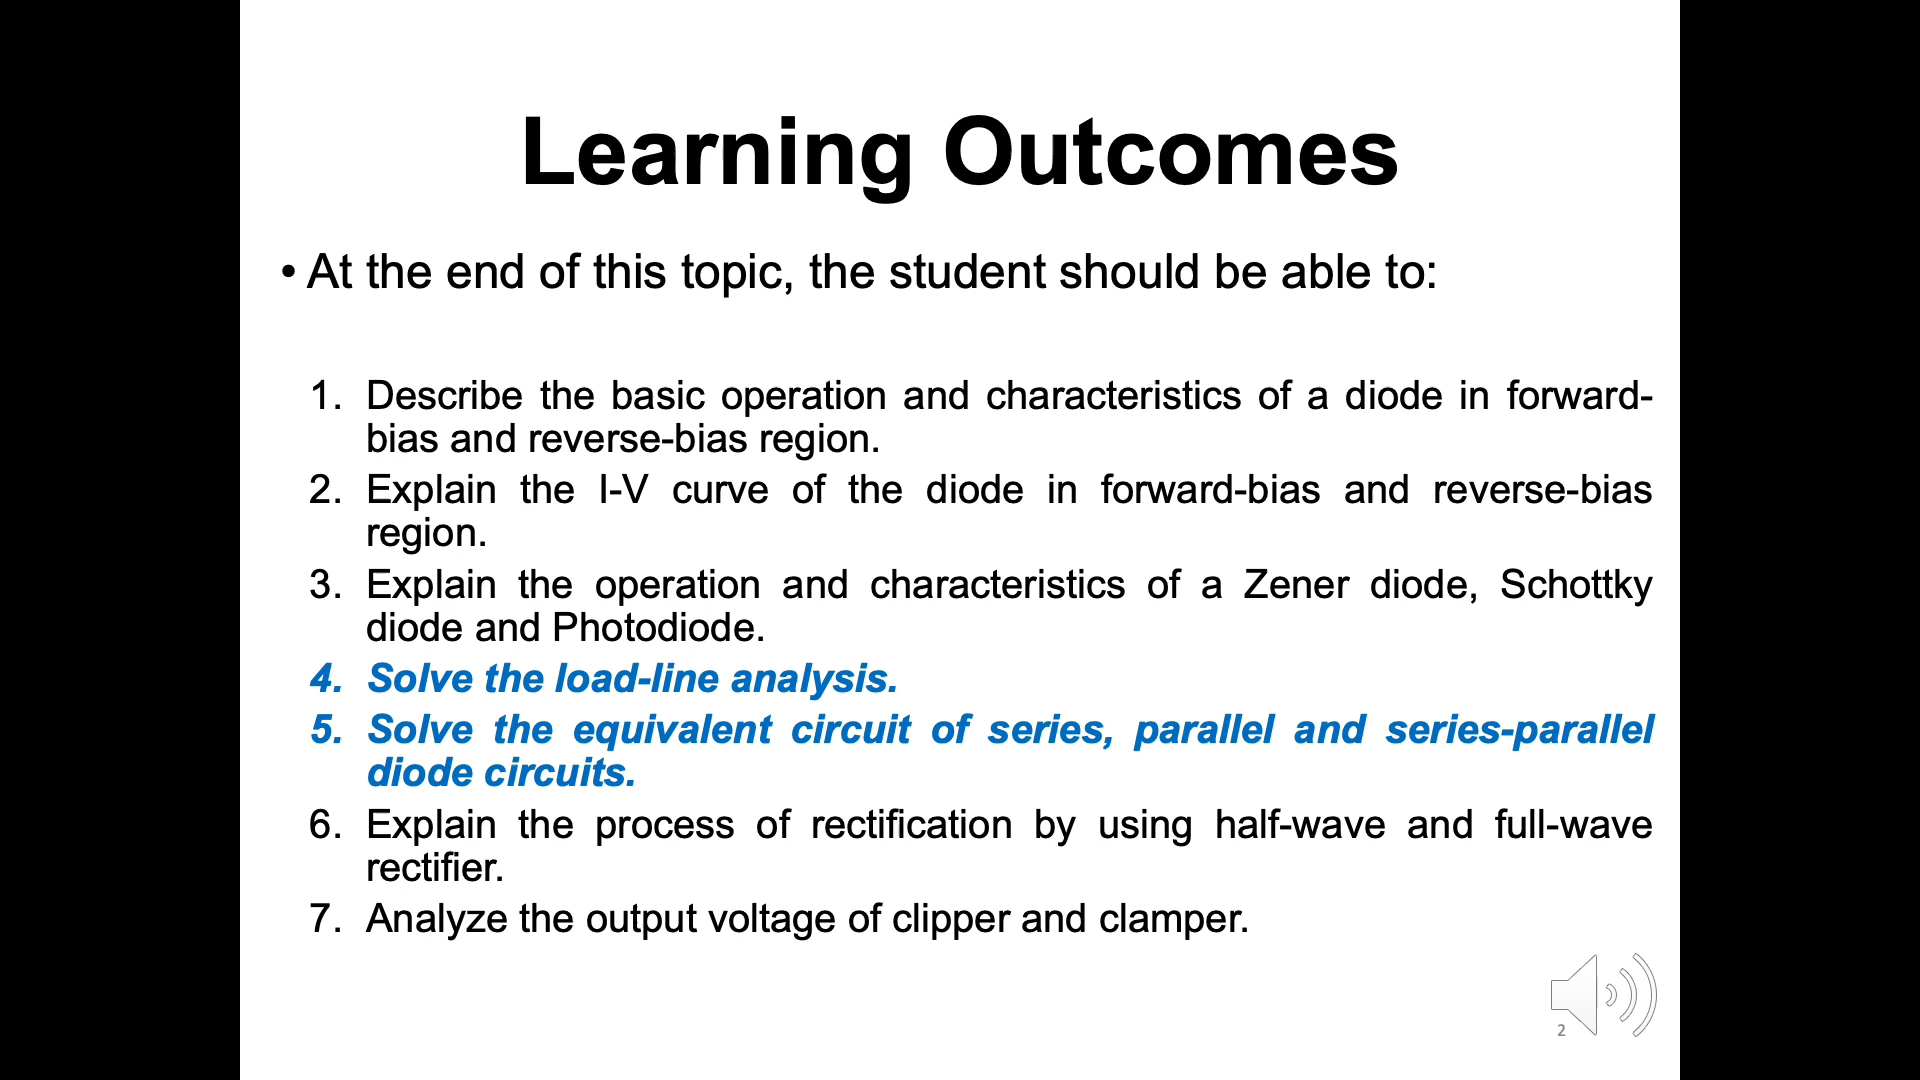 Learning Outcomes
• At the end of this topic, the student should be able to:
1. Describe the basic operation and characteristics of a diode in forward-
bias and reverse-bias region.
2. Explain the I-V curve of the diode in forward-bias and reverse-bias
region.
3. Explain the operation and characteristics of a Zener diode, Schottky
diode and Photodiode.
4. Solve the load-line analysis.
5. Solve the equivalent circuit of series, parallel and series-parallel
diode circuits.
6. Explain the process of rectification by using half-wave and full-wave
rectifier.
7. Analyze the output voltage of clipper and clamper.
2